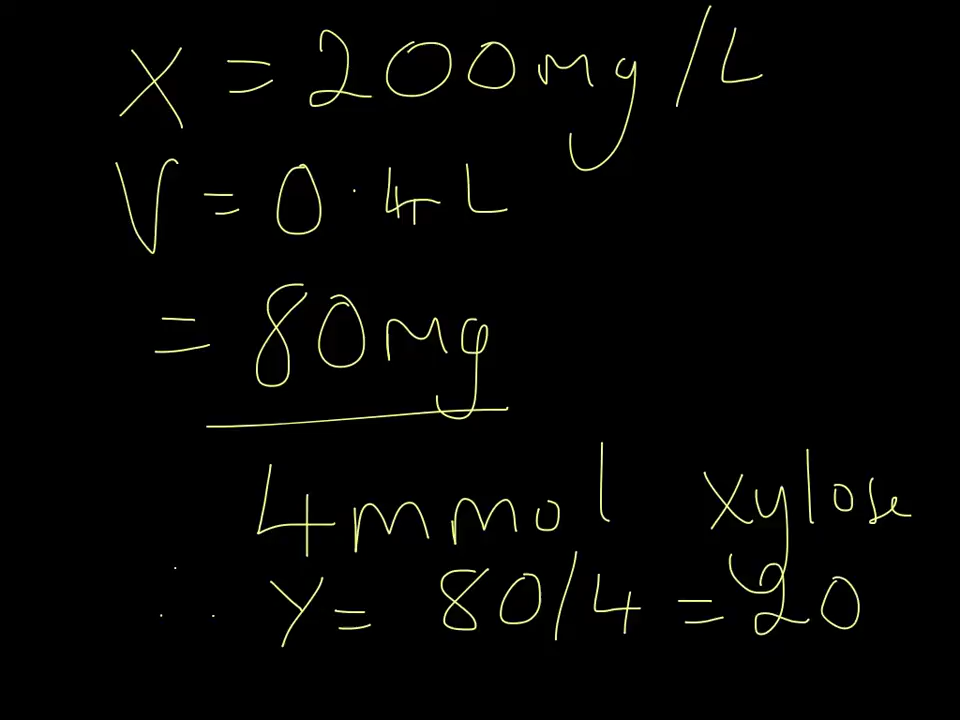 X = 200mg/L
V = 0.4L
= 80mg
4mmol xylose
∴ Y = 80/4 = 20